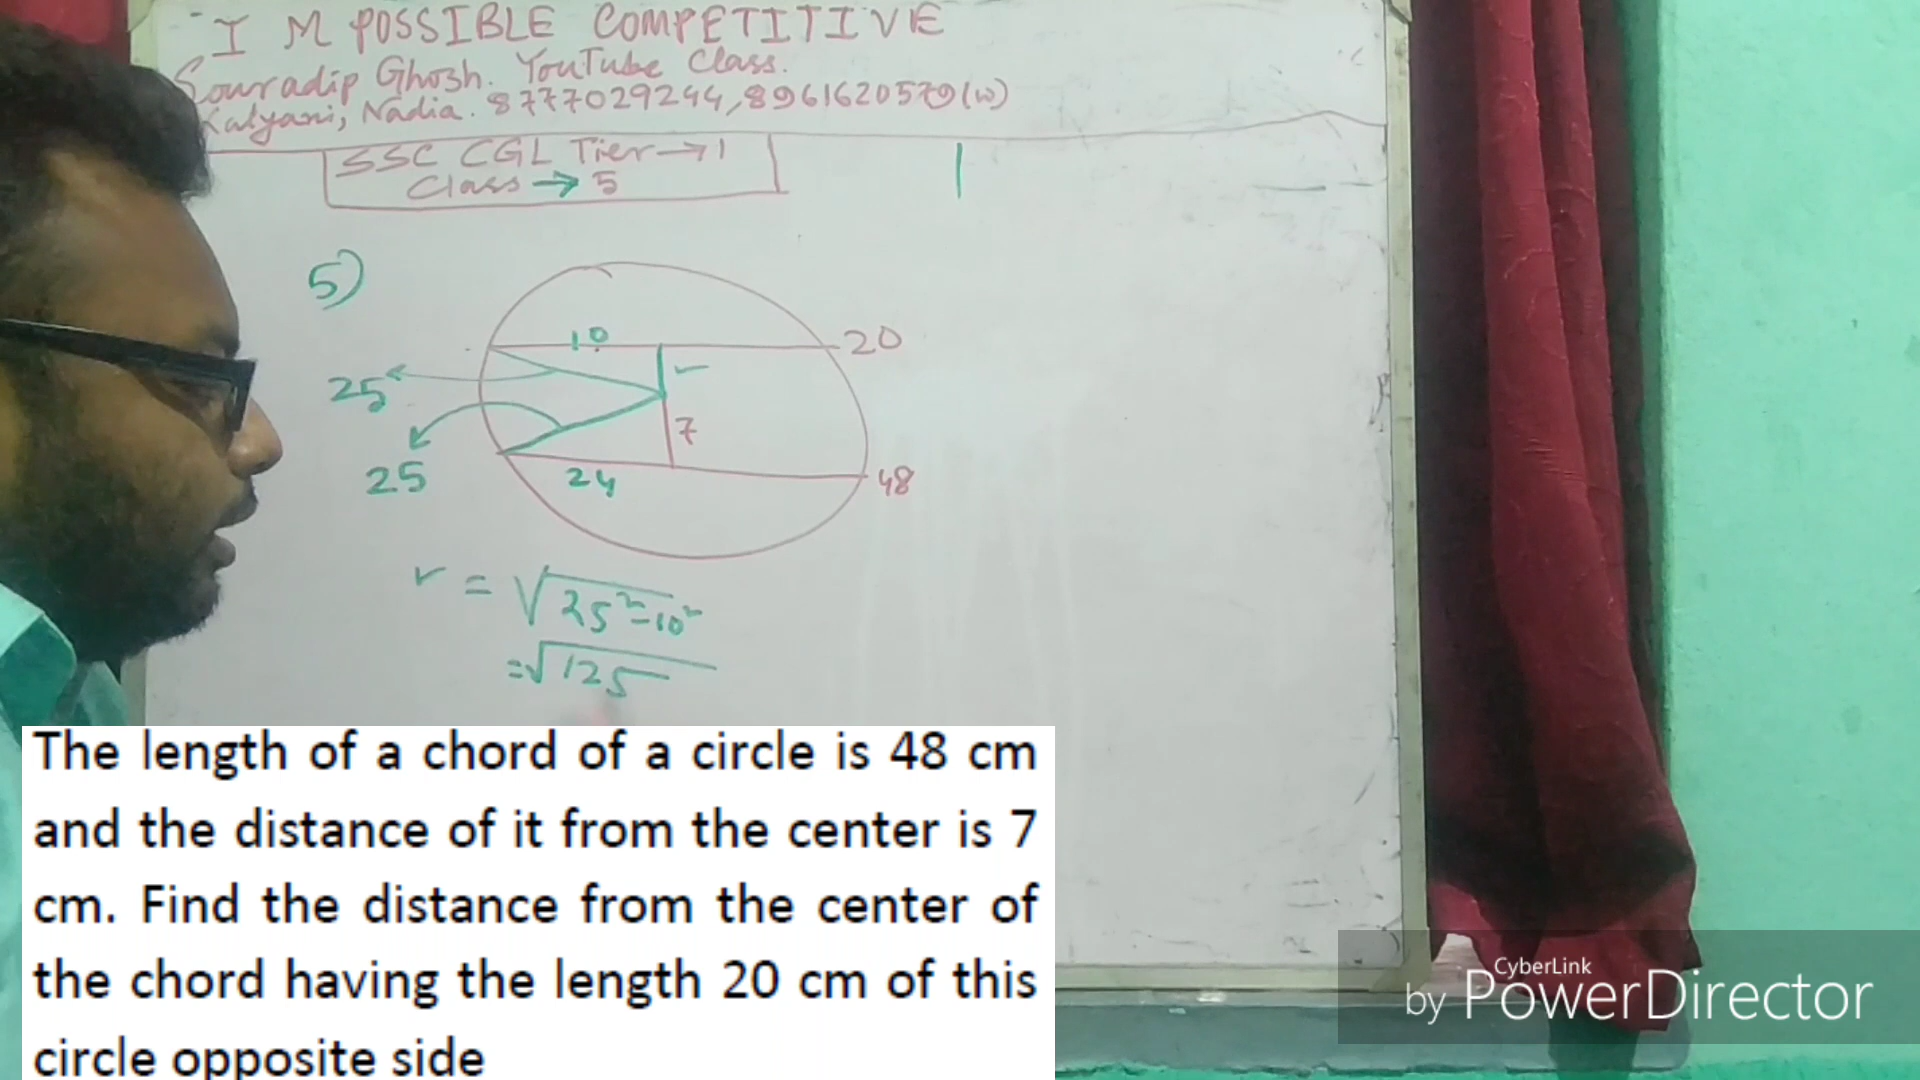 I M POSSIBLE COMPETITIVE
Souradip Ghosh. YouTube Class.
Kalyani, Nadia. 8777029244, 8961620579(w)
SSC CGL Tier→1
Class → 5
5)
10
20
25
7
25
24
48
r = √25²-10²
=√125
The length of a chord of a circle is 48 cm
and the distance of it from the center is 7
cm. Find the distance from the center of
the chord having the length 20 cm of this
circle opposite side
CyberLink
by PowerDirector